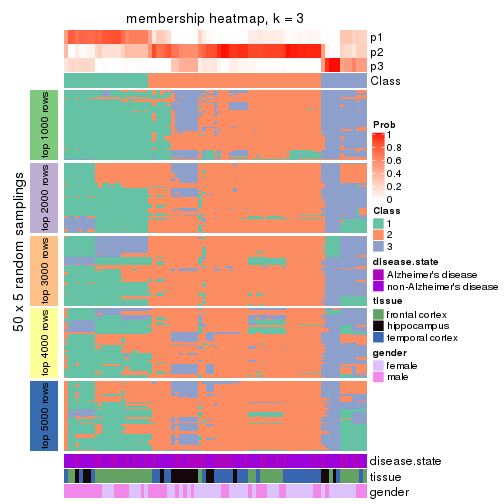 membership heatmap, k = 3
p1
p2
p3
Class
50 x 5 random samplings
top 1000 rows
top 2000 rows
top 3000 rows
top 4000 rows
top 5000 rows
disease.state
tissue
gender
Prob
1
0.8
0.6
0.4
0.2
0
Class
1
2
3
disease.state
Alzheimer's disease
non-Alzheimer's disease
tissue
frontal cortex
hippocampus
temporal cortex
gender
female
male